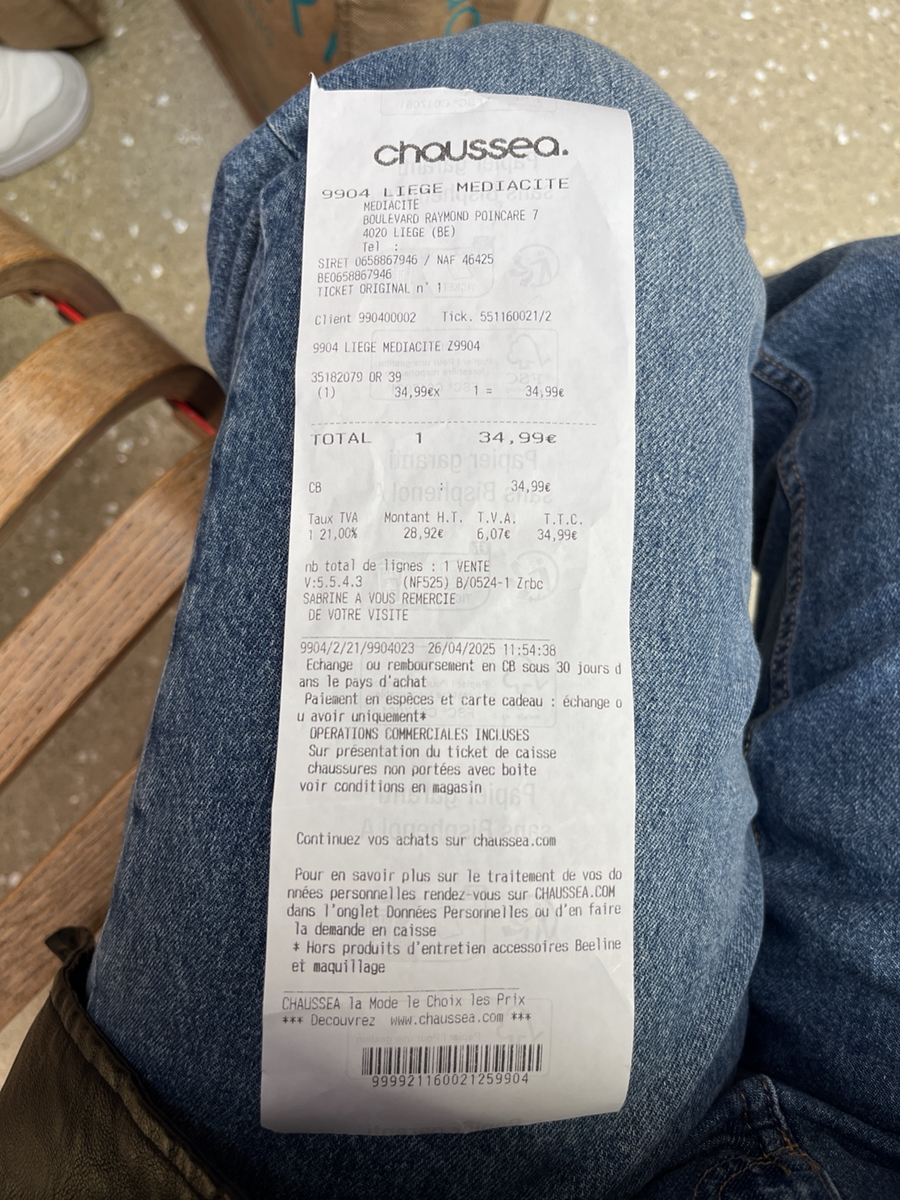 chaussea.
9904 LIEGE MEDIACITE
MEDIACITE
BOULEVARD RAYMOND POINCARE 7
4020 LIEGE (BE)
Tel :
SIRET 0658867946 / NAF 46425
BE0658867946
TICKET ORIGINAL n° 1
Client 990400002 Tick. 551160021/2
9904 LIEGE MEDIACITE Z9904
35182079 OR 39
(1) 34,99€x 1 = 34,99€
TOTAL 1 34,99€
CB : 34,99€
Taux TVA Montant H.T. T.V.A. T.T.C.
1 21,00% 28,92€ 6,07€ 34,99€
nb total de lignes : 1 VENTE
V:5.5.4.3 (NF525) B/0524-1 Zrbc
SABRINE A VOUS REMERCIE
DE VOTRE VISITE
9904/2/21/9904023 26/04/2025 11:54:38
Echange ou remboursement en CB sous 30 jours d
ans le pays d'achat
Paiement en espèces et carte cadeau : échange o
u avoir uniquement*
OPERATIONS COMMERCIALES INCLUSES
Sur présentation du ticket de caisse
chaussures non portées avec boite
voir conditions en magasin
Continuez vos achats sur chaussea.com
Pour en savoir plus sur le traitement de vos do
nnées personnelles rendez-vous sur CHAUSSEA.COM
dans l'onglet Données Personnelles ou d'en faire
la demande en caisse
* Hors produits d'entretien accessoires Beeline
et maquillage
CHAUSSEA la Mode le Choix les Prix
*** Decouvrez www.chaussea.com ***
999921160021259904